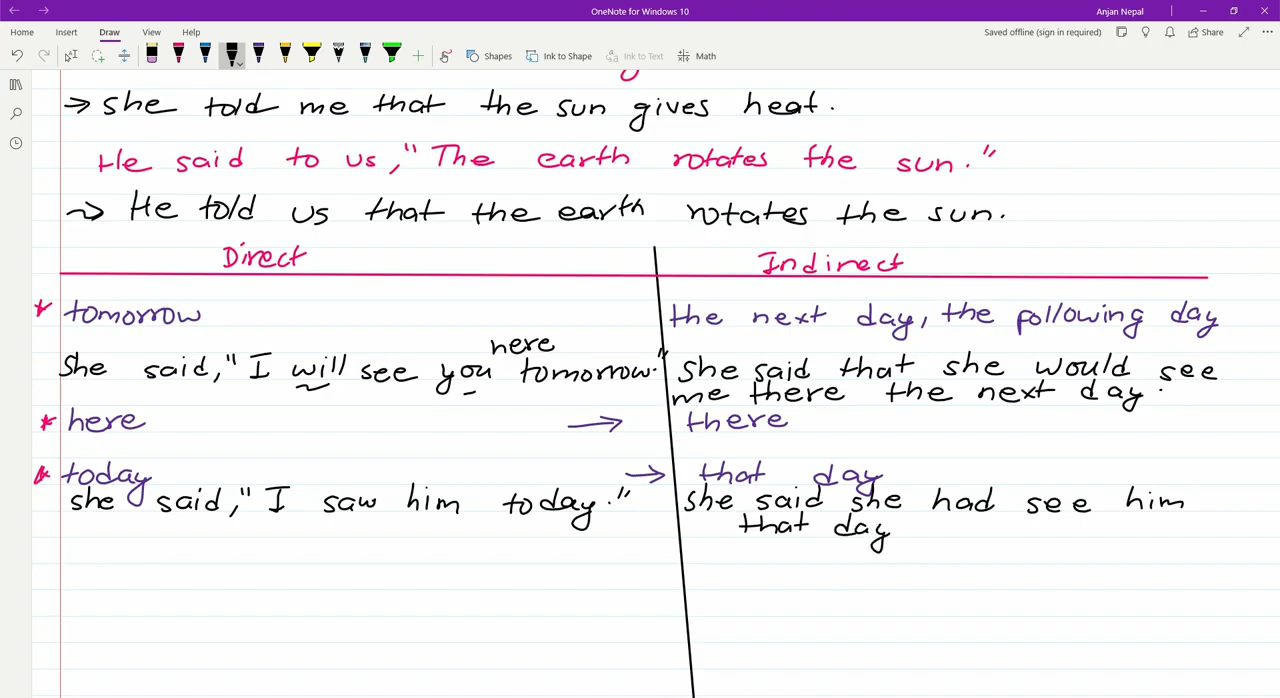 OneNote for Windows 10
Anjan Nepal
Home Insert Draw View Help
Saved offline (sign in required)
Share
Shapes Ink to Shape Ink to Text Math
→ she told me that the sun gives heat.
He said to us, "The earth rotates the sun."
→ He told us that the earth rotates the sun.
Direct Indirect
* tomorrow the next day, the following day
here
She said, "I will see you tomorrow." she said that she would see
me there the next day.
* here → there
* today → that day
she said, "I saw him today." she said she had see him
that day